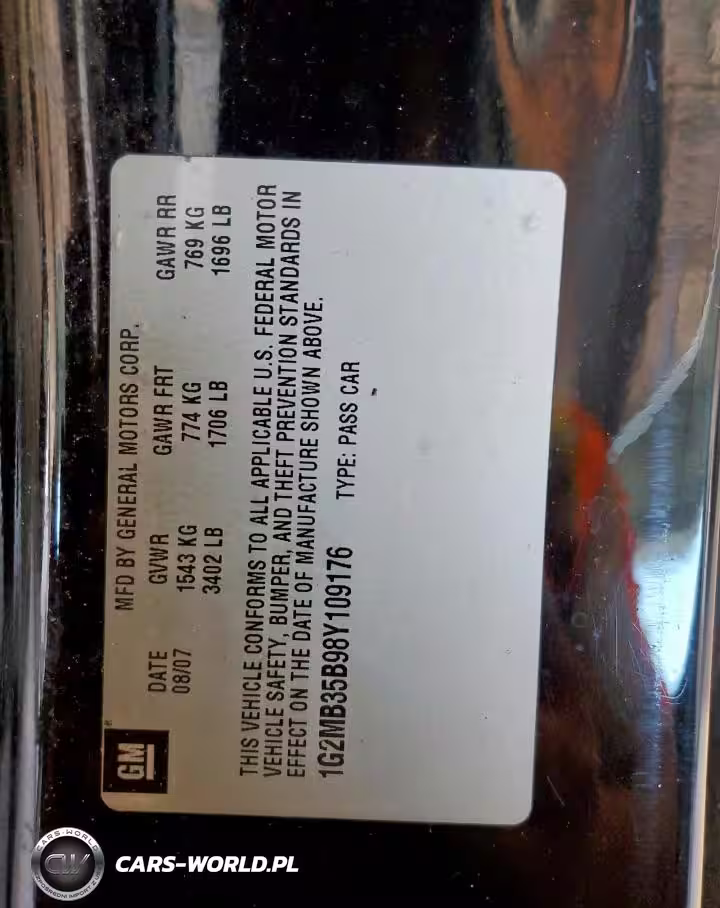 GM
MFD BY GENERAL MOTORS CORP.
DATE GVWR GAWR FRT GAWR RR
08/07 1543 KG 774 KG 769 KG
3402 LB 1706 LB 1696 LB
THIS VEHICLE CONFORMS TO ALL APPLICABLE U.S. FEDERAL MOTOR
VEHICLE SAFETY, BUMPER, AND THEFT PREVENTION STANDARDS IN
EFFECT ON THE DATE OF MANUFACTURE SHOWN ABOVE.
1G2MB35B98Y109176 TYPE: PASS CAR
CARS-WORLD
CW
CARS-WORLD.PL